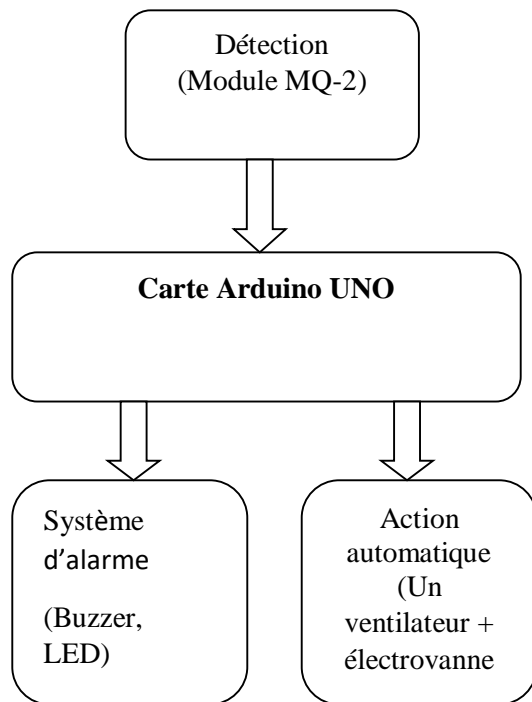 Détection
(Module MQ-2)
Carte Arduino UNO
Système
d’alarme
(Buzzer,
LED)
Action
automatique
(Un
ventilateur +
électrovanne